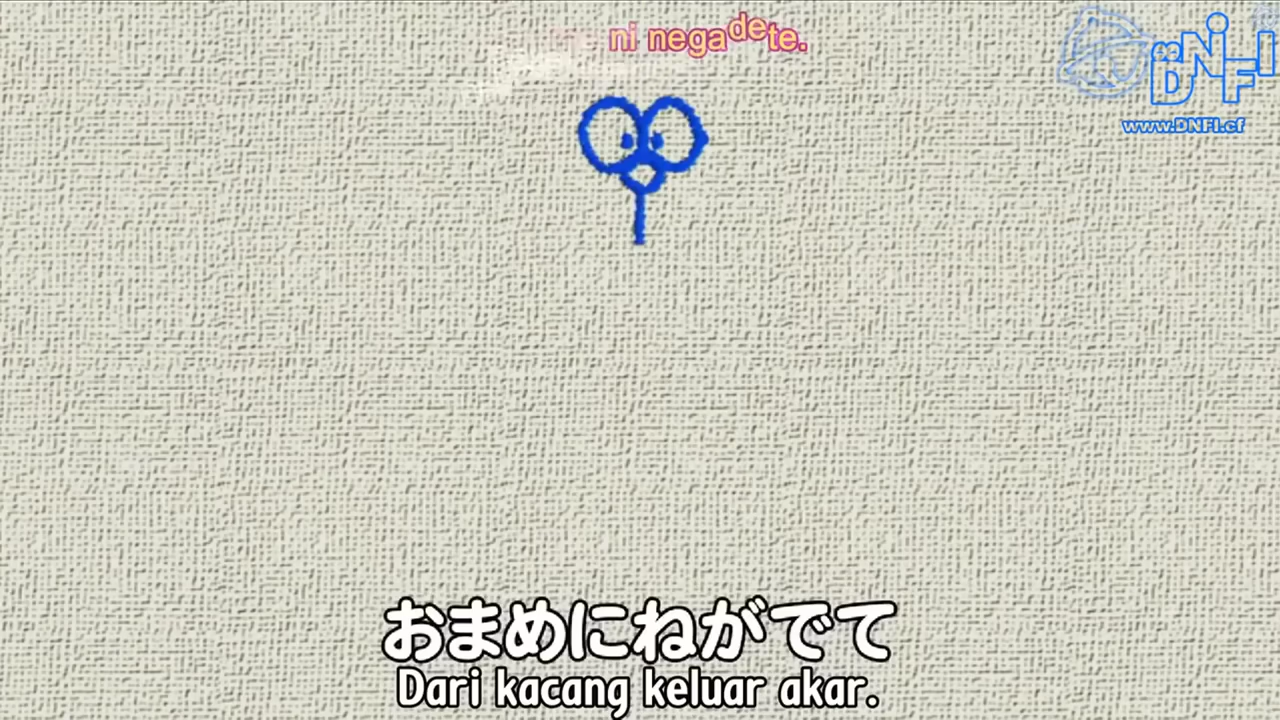 ni negadete.
DNFI
www.DNFI.cf
おまめにねがでて
Dari kacang keluar akar.